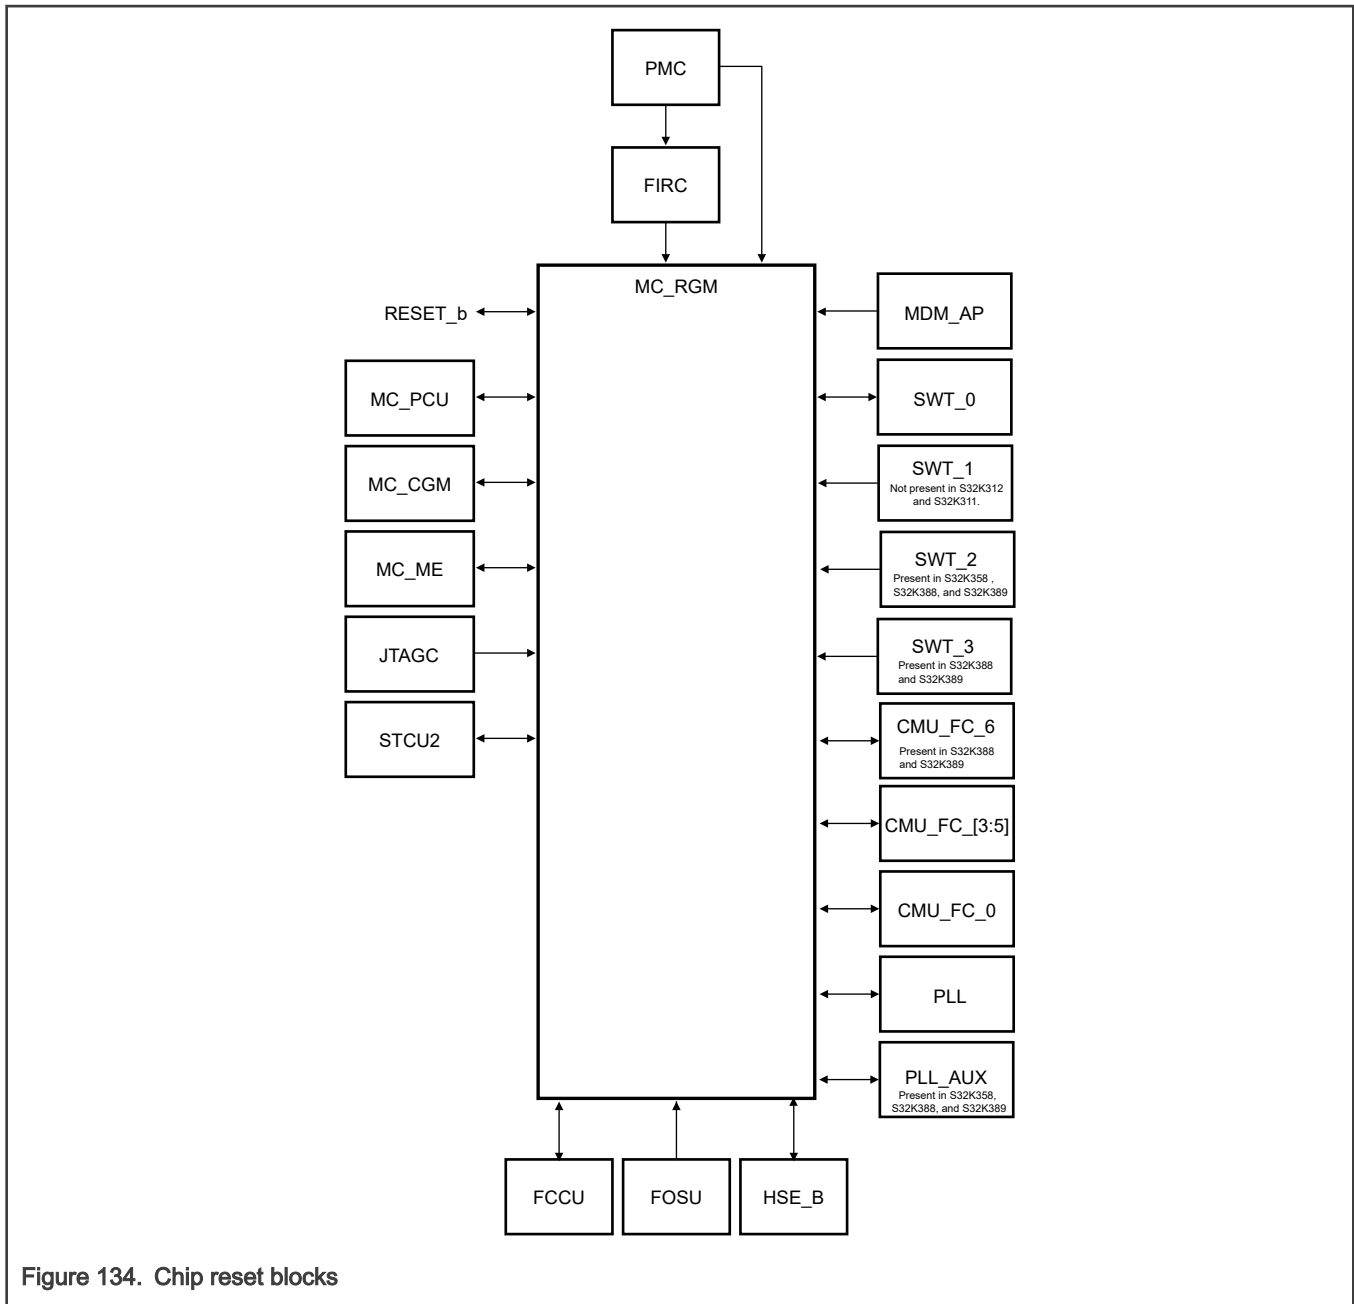 PMC
FIRC
MC_RGM
RESET_b
MC_PCU
MC_CGM
MC_ME
JTAGC
STCU2
MDM_AP
SWT_0
SWT_1
Not present in S32K312
and S32K311.
SWT_2
Present in S32K358 ,
S32K388, and S32K389
SWT_3
Present in S32K388
and S32K389
CMU_FC_6
Present in S32K388
and S32K389
CMU_FC_[3:5]
CMU_FC_0
PLL
PLL_AUX
Present in S32K358,
S32K388, and S32K389
FCCU
FOSU
HSE_B
Figure 134. Chip reset blocks